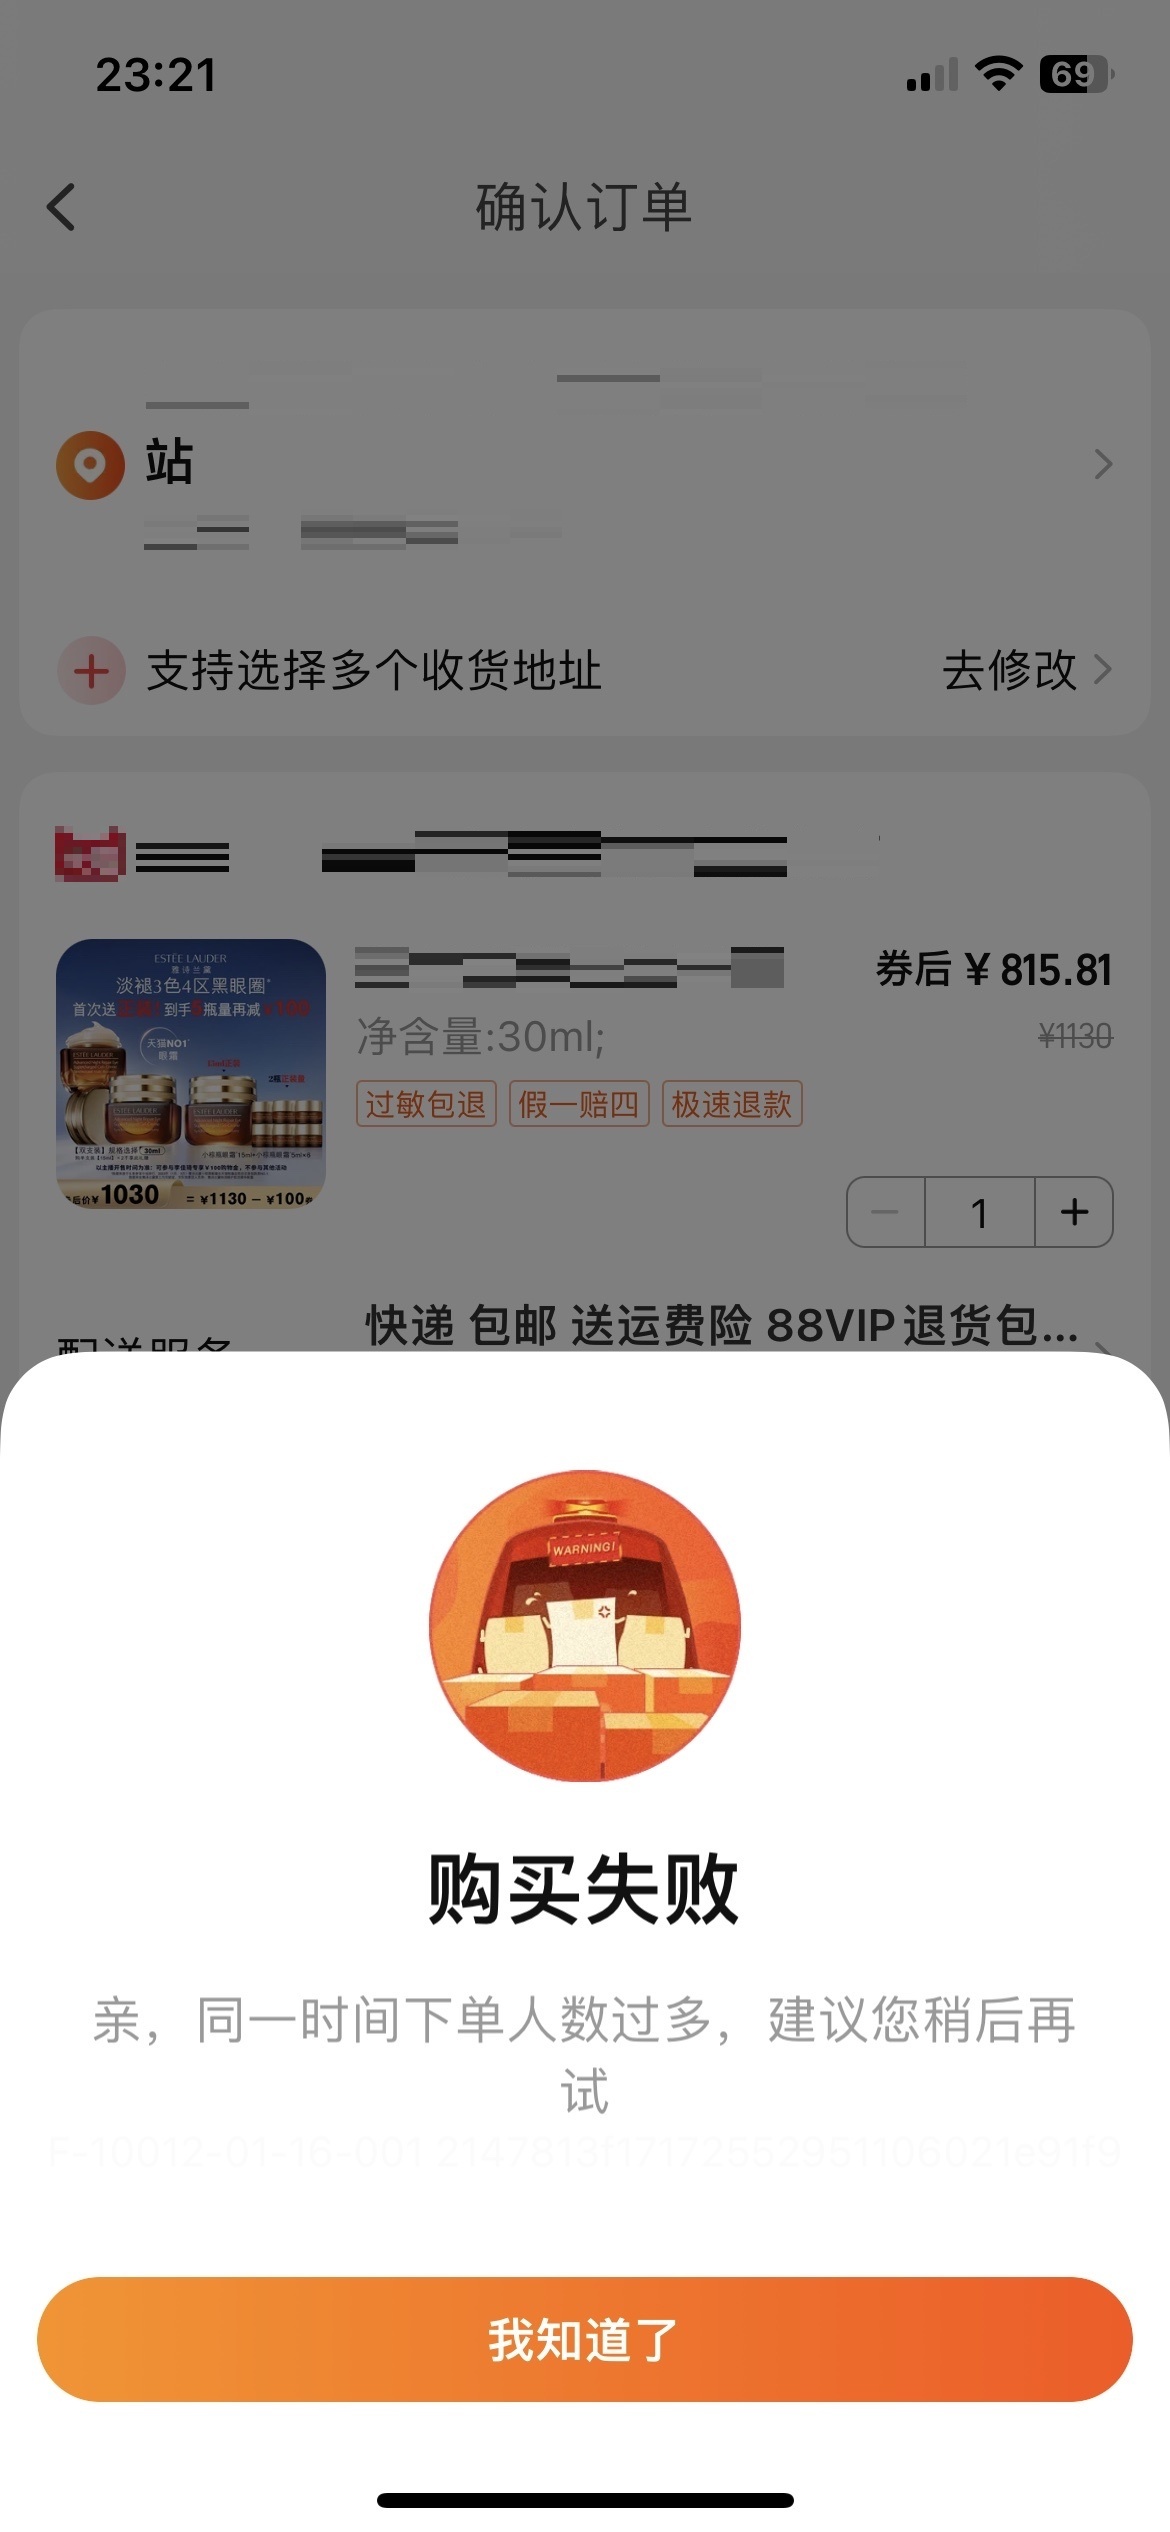 23:21
69
确认订单
站
支持选择多个收货地址
去修改
ESTĒE LAUDER
雅诗兰黛
淡褪3色4区黑眼圈*
首次送 到手 瓶量再减
天猫NO1
眼霜
券后 ¥ 815.81
净含量:30ml;
¥1130
过敏包退 假一赔四 极速退款
1030 = ¥1130 - ¥100
1
快递 包邮 送运费险 88VIP退货包...
配送服务
WARNING!
购买失败
亲，同一时间下单人数过多，建议您稍后再
试
F-10012-01-16-001 2147813f17172552951106021e91f9
我知道了